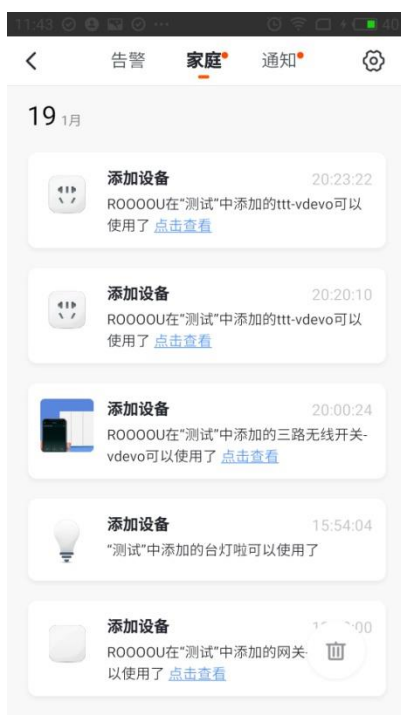 11:43
40
告警 家庭 通知
19 1月
添加设备 20:23:22
ROOOOU在“测试”中添加的ttt-vdevo可以
使用了 点击查看
添加设备 20:20:10
ROOOOU在“测试”中添加的ttt-vdevo可以
使用了 点击查看
添加设备 20:00:24
ROOOOU在“测试”中添加的三路无线开关-
vdevo可以使用了 点击查看
添加设备 15:54:04
“测试”中添加的台灯啦可以使用了
添加设备
ROOOOU在“测试”中添加的网关
以使用了 点击查看